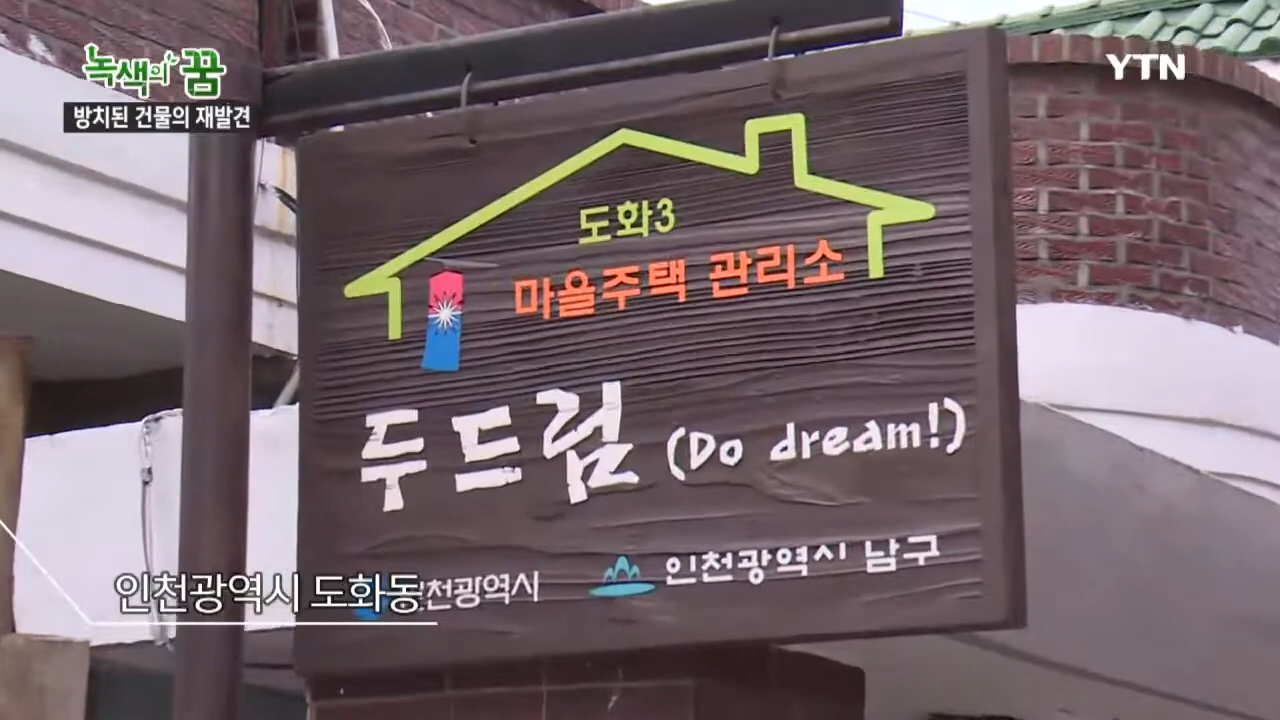 녹색의 꿈
방치된 건물의 재발견
YTN
도화3
마을주택 관리소
두드림 (Do dream!)
인천광역시 남구
천광역시
인천광역시 도화동